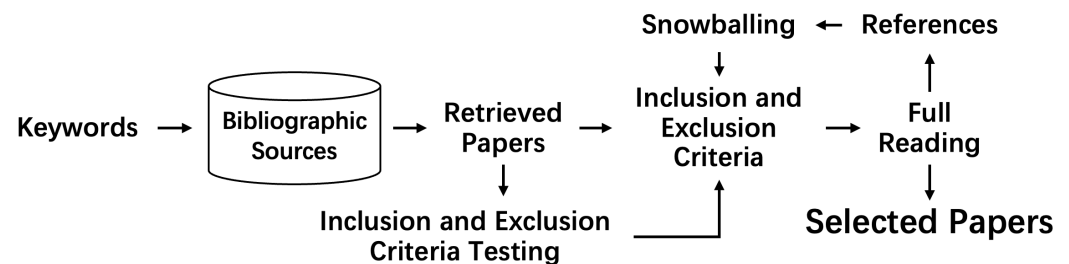 Snowballing
References
Keywords
Bibliographic
Sources
Retrieved
Papers
Inclusion and
Exclusion
Criteria
Full
Reading
Inclusion and Exclusion
Criteria Testing
Selected Papers